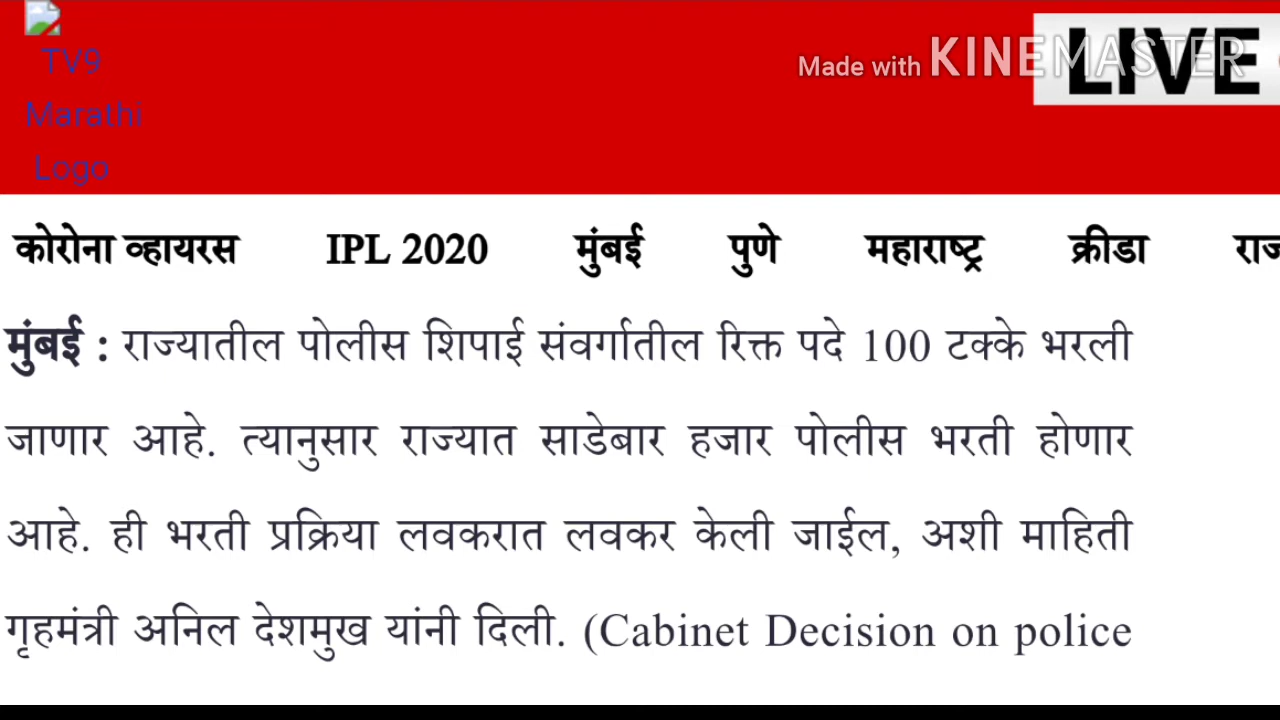 TV9
Marathi
Logo
Made with KINEMASTER
LIVE
कोरोना व्हायरस IPL 2020 मुंबई पुणे महाराष्ट्र क्रीडा
मुंबई : राज्यातील पोलीस शिपाई संवर्गातील रिक्त पदे 100 टक्के भरली
जाणार आहे. त्यानुसार राज्यात साडेबार हजार पोलीस भरती होणार
आहे. ही भरती प्रक्रिया लवकरात लवकर केली जाईल, अशी माहिती
गृहमंत्री अनिल देशमुख यांनी दिली. (Cabinet Decision on police